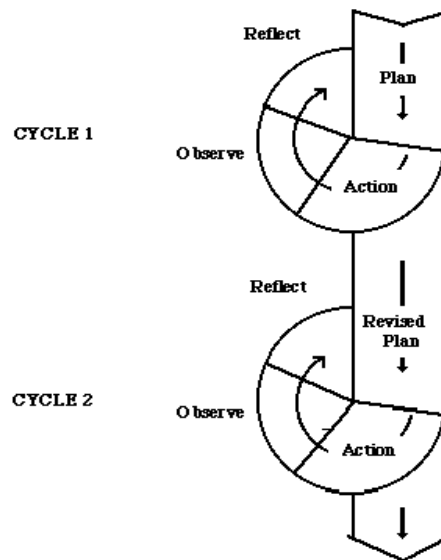 Reflect
Plan
CYCLE 1
Observe
Action
Reflect
Revised
Plan
CYCLE 2
Observe
Action